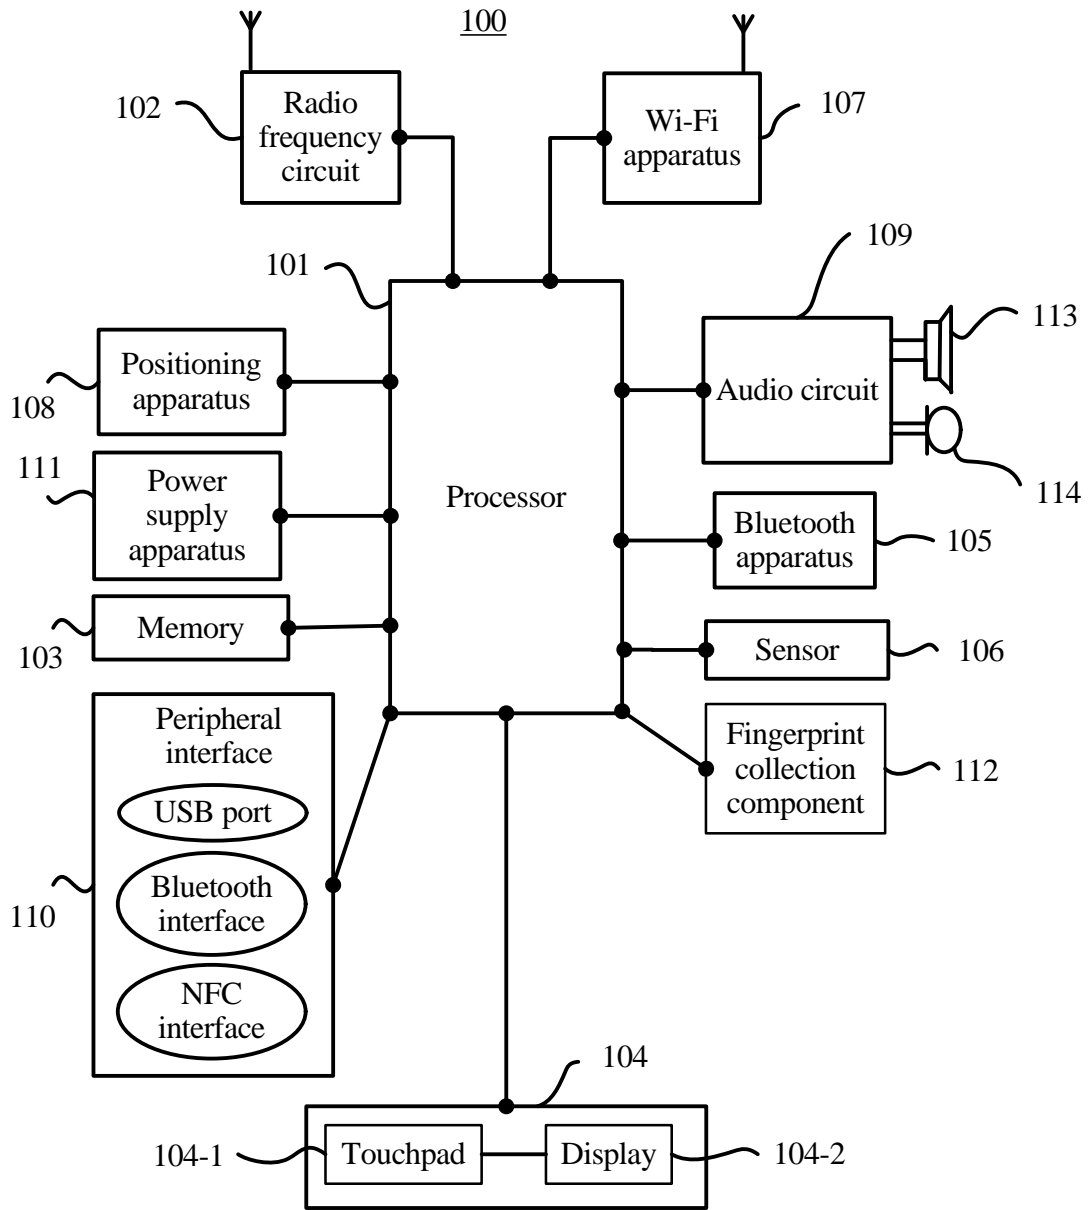 100
102
Radio
frequency
circuit
Wi-Fi
apparatus
107
101
109
113
108
Positioning
apparatus
Audio circuit
114
111
Power
supply
apparatus
Processor
Bluetooth
apparatus
105
103
Memory
Sensor
106
Peripheral
interface
USB port
Bluetooth
interface
NFC
interface
110
Fingerprint
collection
component
112
104
104-1
Touchpad
Display
104-2